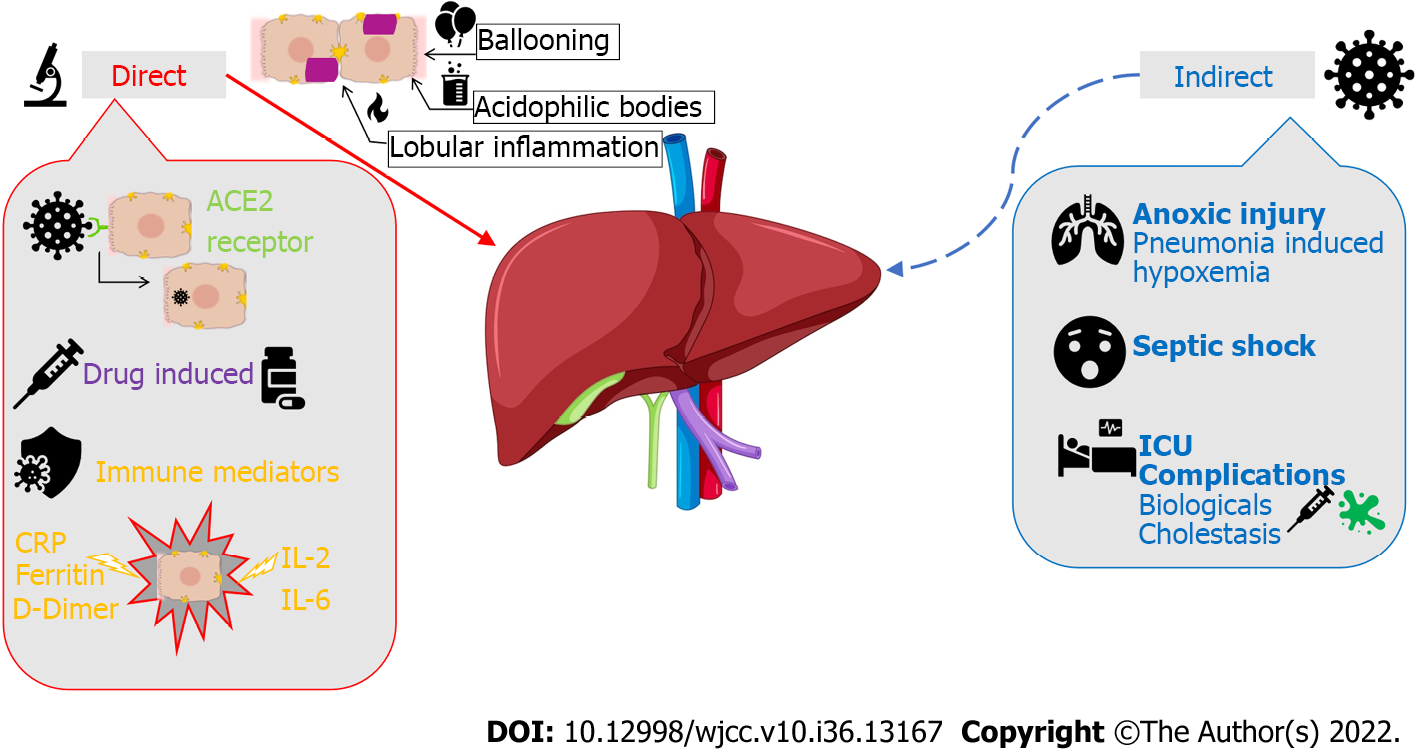 Ballooning
Direct
Acidophilic bodies
Lobular inflammation
ACE2
receptor
Drug induced
Immune mediators
CRP
Ferritin
D-Dimer
IL-2
IL-6
Indirect
Anoxic injury
Pneumonia induced
hypoxemia
Septic shock
ICU
Complications
Biologicals
Cholestasis
DOI: 10.12998/wjcc.v10.i36.13167 Copyright ©The Author(s) 2022.